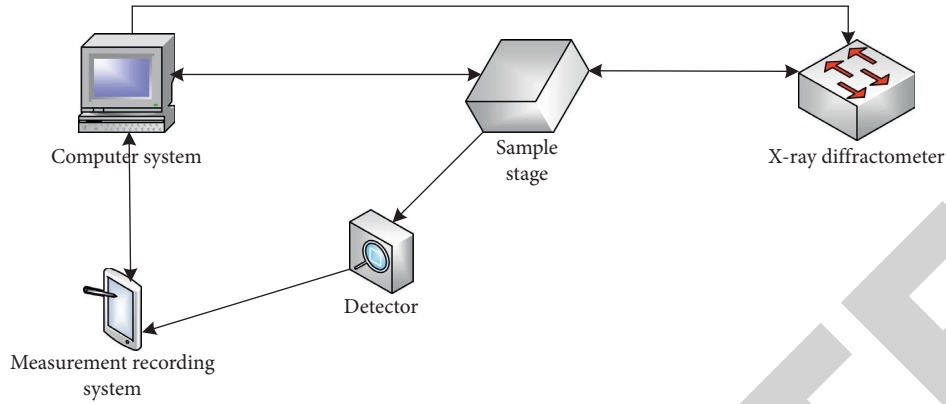 Computer system
Sample
stage
X-ray diffractometer
Detector
Measurement recording
system